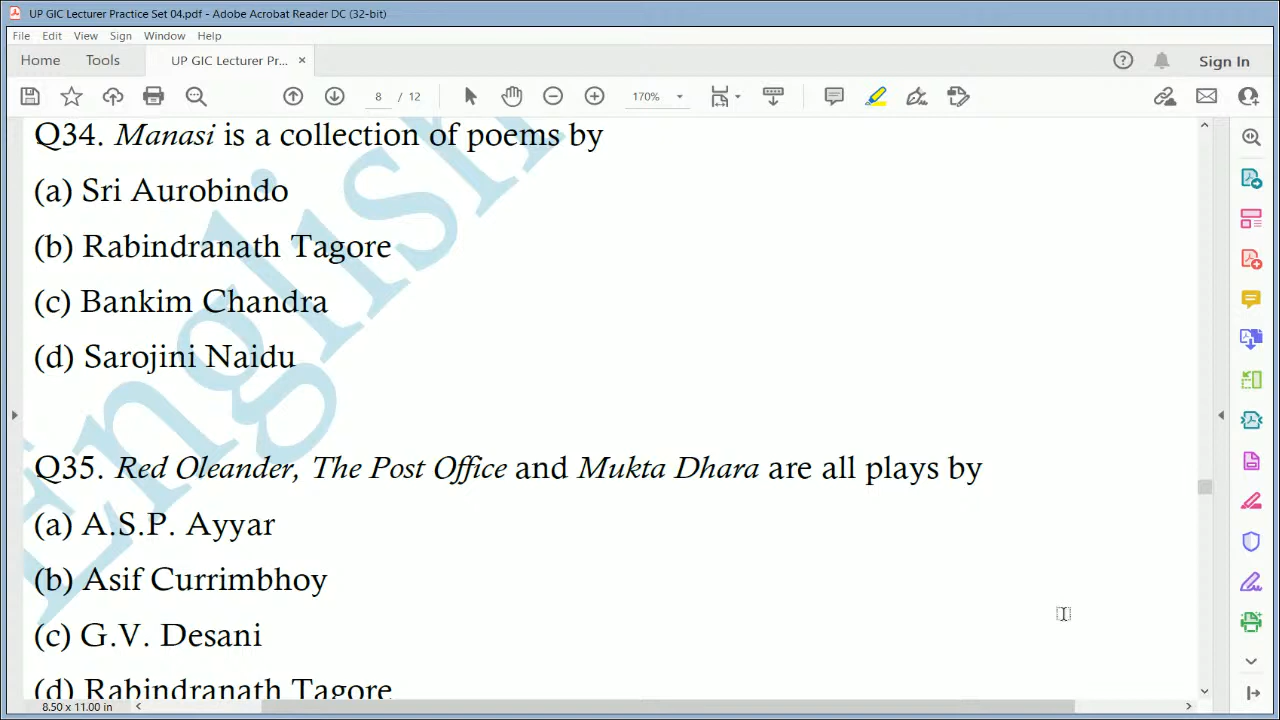 UP GIC Lecturer Practice Set 04.pdf - Adobe Acrobat Reader DC (32-bit)
File Edit View Sign Window Help
Home Tools UP GIC Lecturer Pr... × Sign In
8 / 12 170%
Q34. Manasi is a collection of poems by
(a) Sri Aurobindo
(b) Rabindranath Tagore
(c) Bankim Chandra
(d) Sarojini Naidu
Q35. Red Oleander, The Post Office and Mukta Dhara are all plays by
(a) A.S.P. Ayyar
(b) Asif Currimbhoy
(c) G.V. Desani
(d) Rabindranath Tagore
8.50 x 11.00 in
English